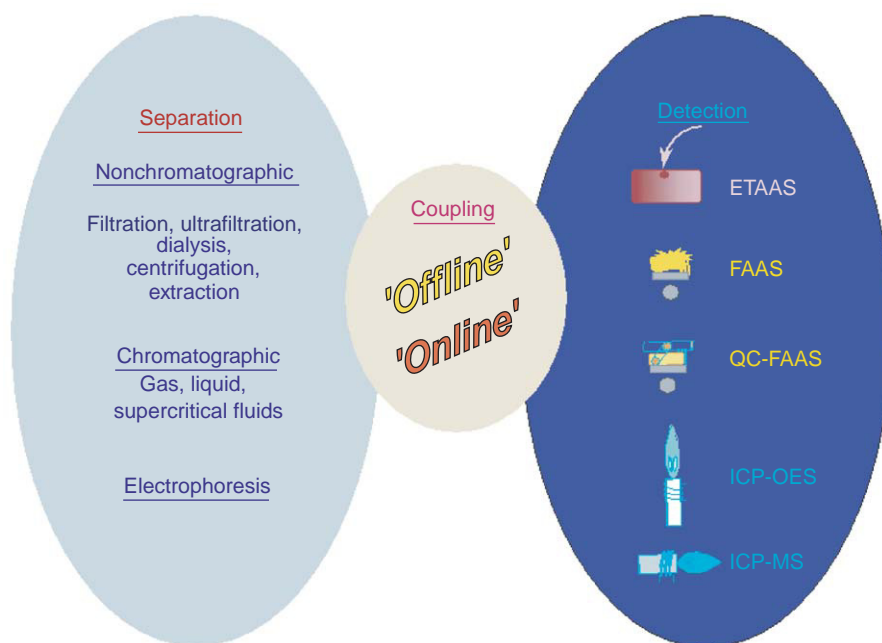 Separation
Nonchromatographic
Filtration, ultrafiltration,
dialysis,
centrifugation,
extraction
Chromatographic
Gas, liquid,
supercritical fluids
Electrophoresis
Coupling
'Offline'
'Online'
Detection
ETAAS
FAAS
QC-FAAS
ICP-OES
ICP-MS